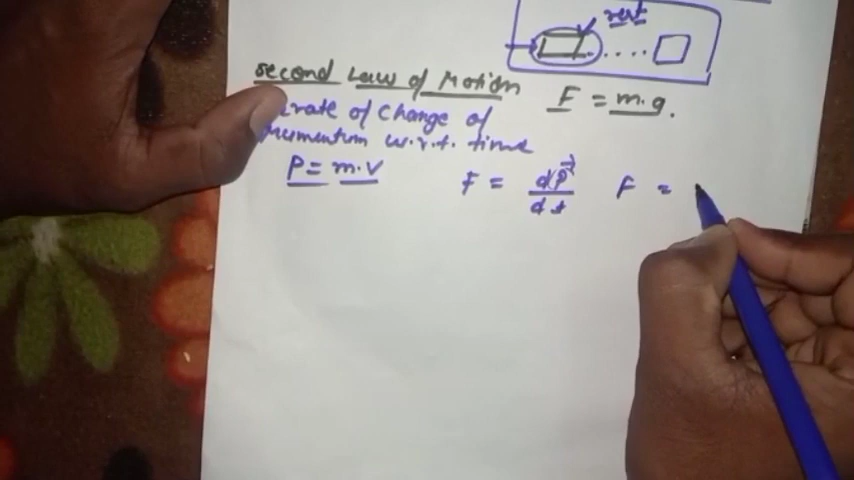 rest
second Law of Motion
F = m.g.
rate of change of
momentum w.r.t. time
P = m.V
F = dP/dt F =